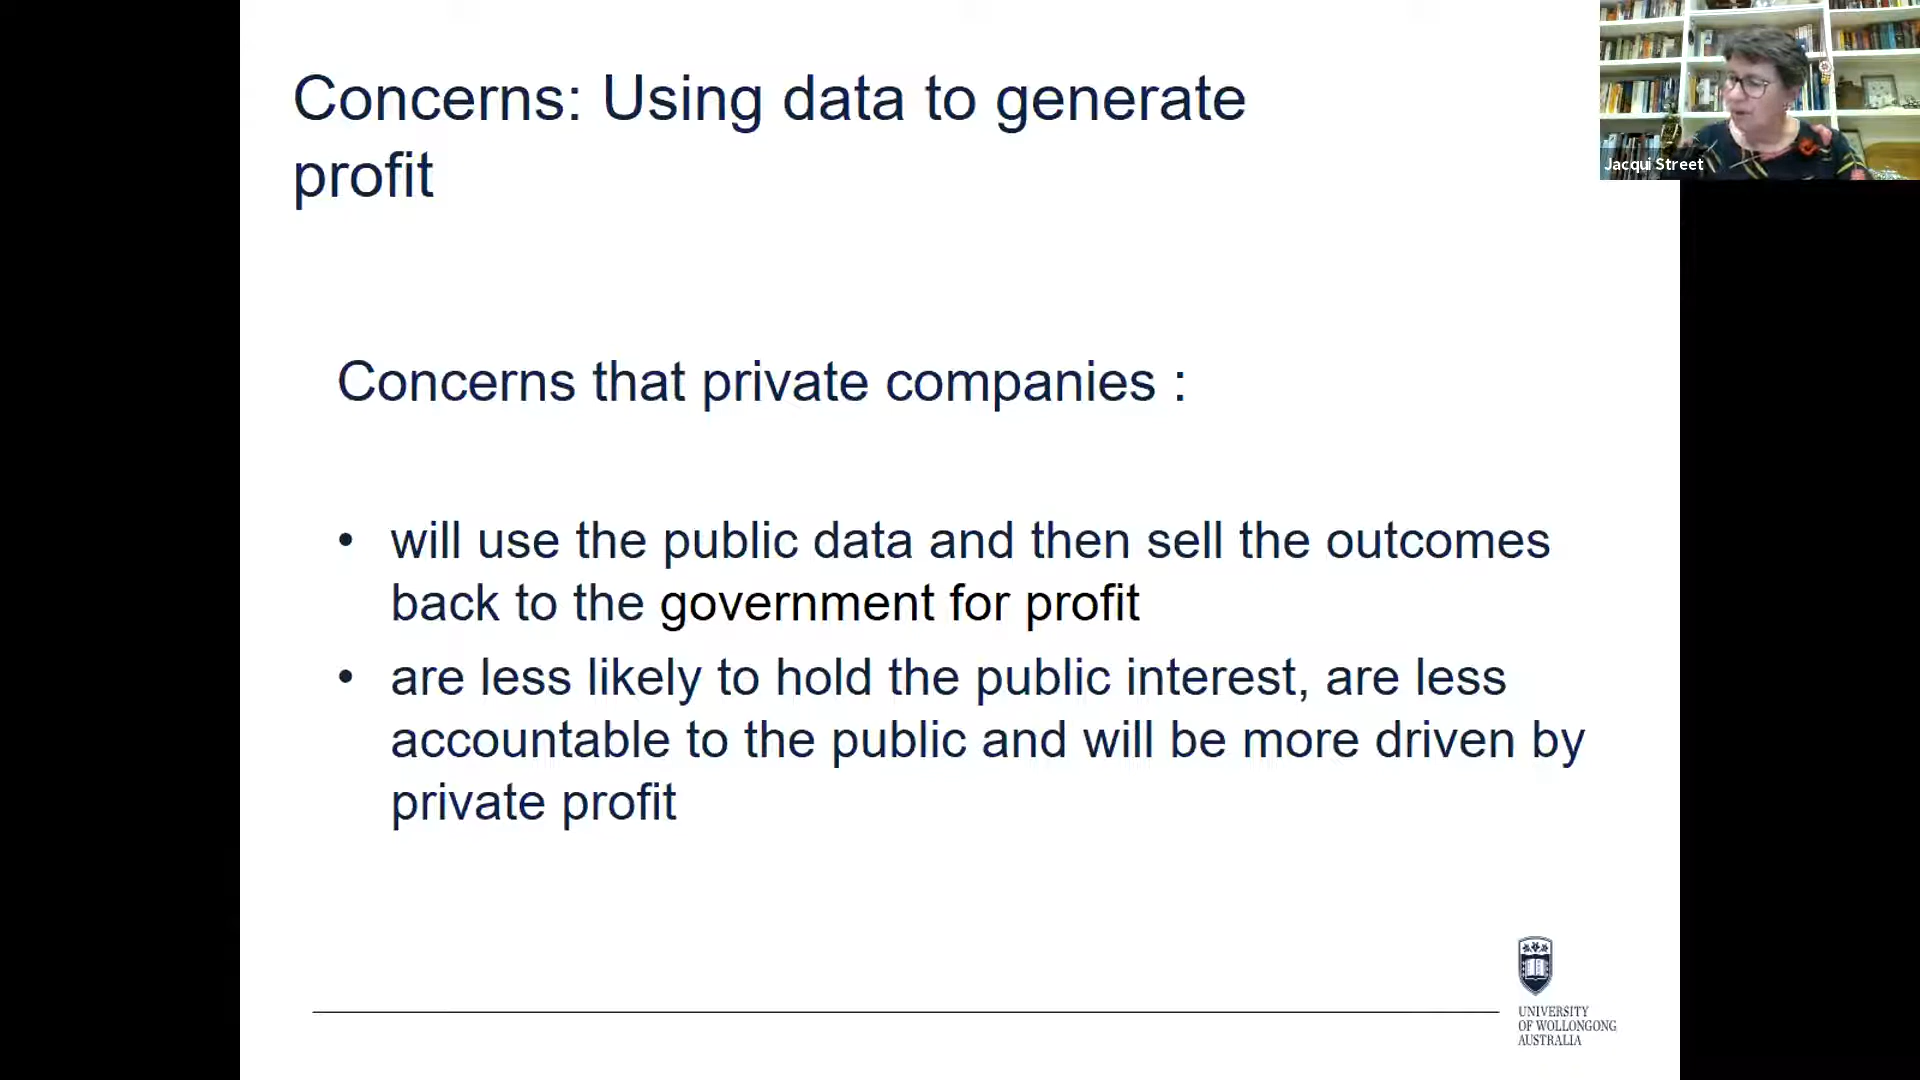 Concerns: Using data to generate
profit
Jacqui Street
Concerns that private companies :
• will use the public data and then sell the outcomes
back to the government for profit
• are less likely to hold the public interest, are less
accountable to the public and will be more driven by
private profit
UNIVERSITY
OF WOLLONGONG
AUSTRALIA